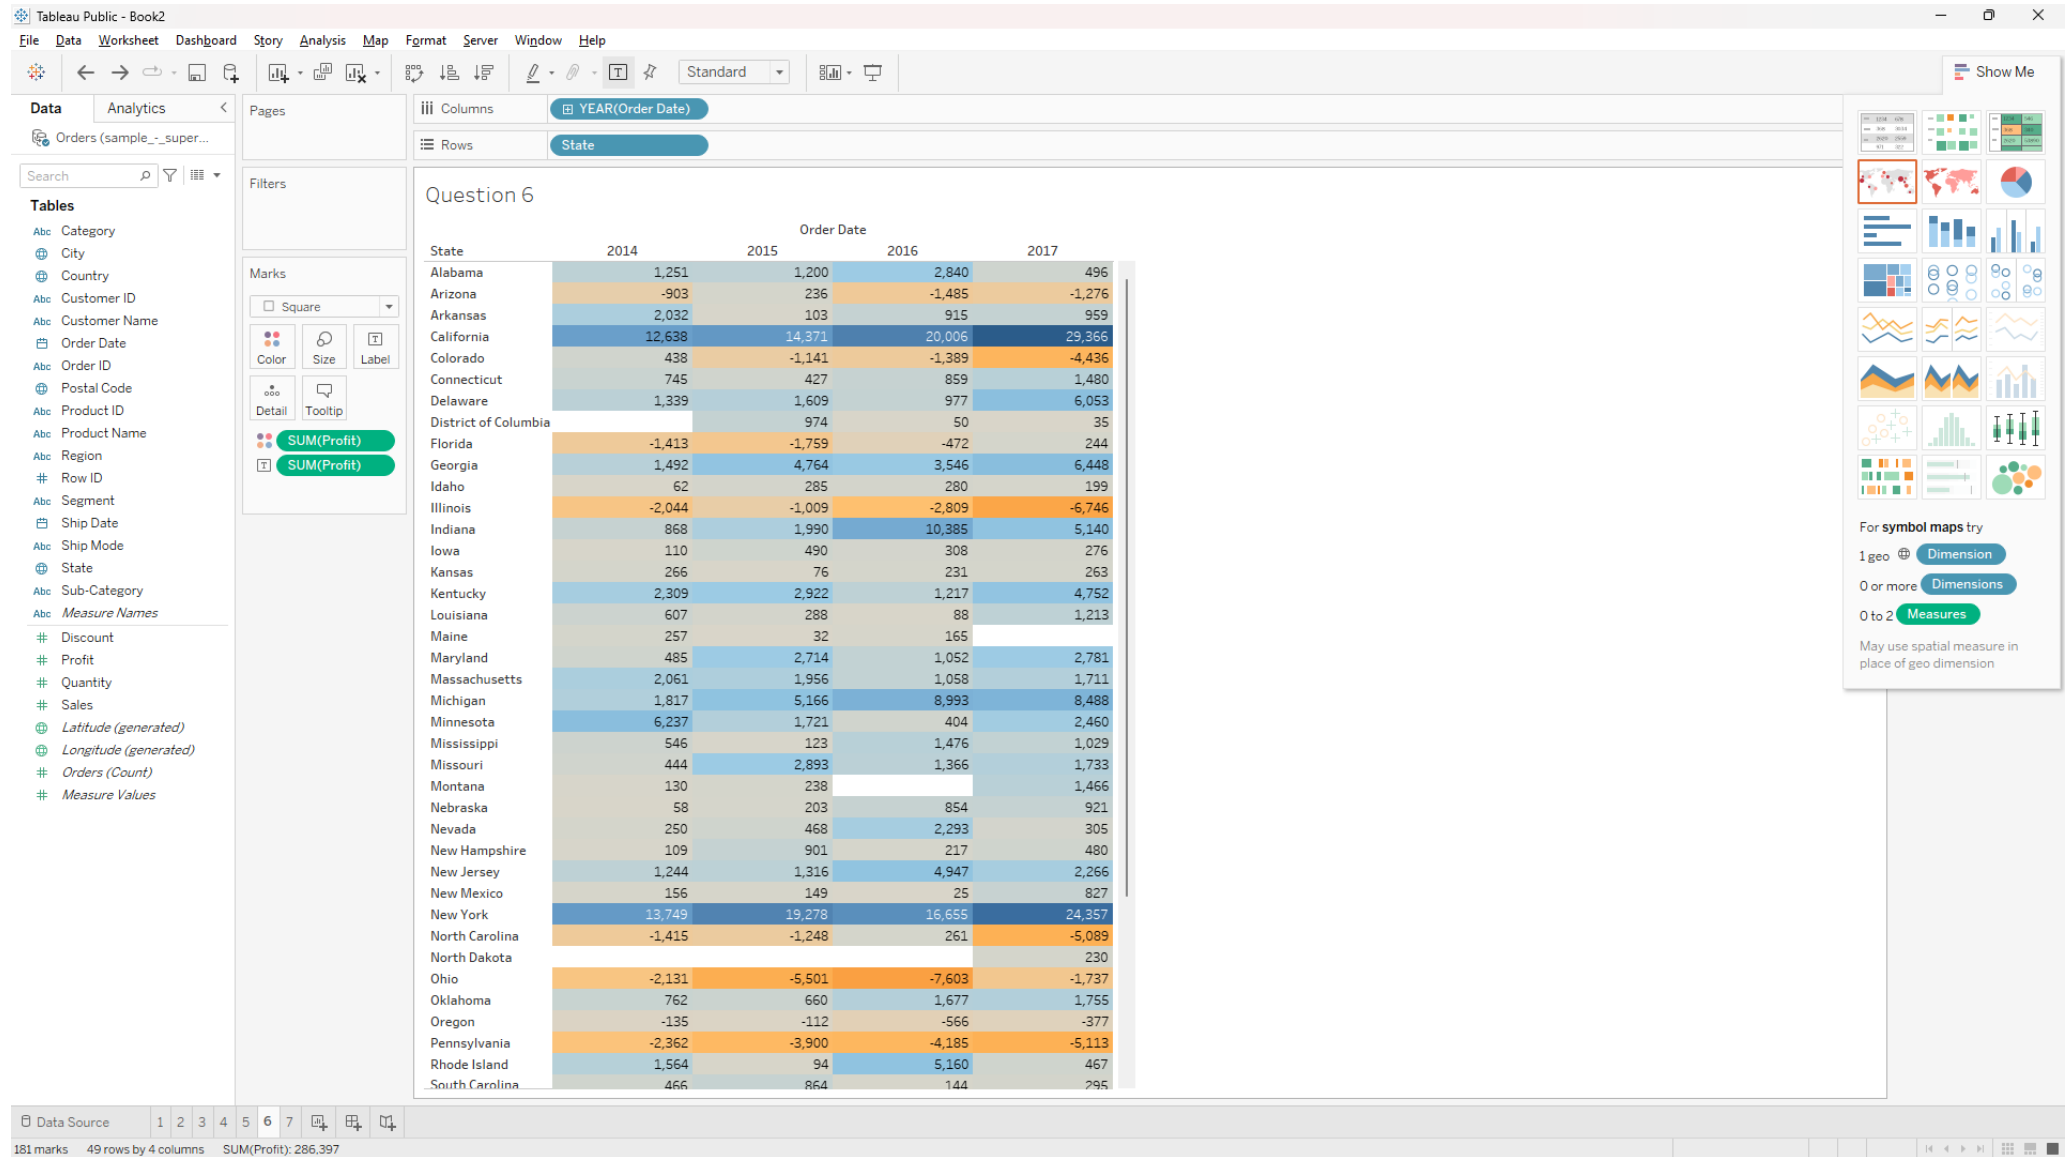 Tableau Public - Book2
File Data Worksheet Dashboard Story Analysis Map Format Server Window Help
Standard
Show Me
Data Analytics
Orders (sample_-_super...
Search
Tables
Abc Category
City
Country
Abc Customer ID
Abc Customer Name
Order Date
Abc Order ID
Postal Code
Abc Product ID
Abc Product Name
Abc Region
# Row ID
Abc Segment
Ship Date
Abc Ship Mode
State
Abc Sub-Category
Abc Measure Names
# Discount
# Profit
# Quantity
# Sales
Latitude (generated)
Longitude (generated)
# Orders (Count)
# Measure Values
Pages
Filters
Marks
Square
Color Size Label
Detail Tooltip
SUM(Profit)
T SUM(Profit)
Columns YEAR(Order Date)
Rows State
Question 6
Order Date
State 2014 2015 2016 2017
Alabama 1,251 1,200 2,840 496
Arizona -903 236 -1,485 -1,276
Arkansas 2,032 103 915 959
California 12,638 14,371 20,006 29,366
Colorado 438 -1,141 -1,389 -4,436
Connecticut 745 427 859 1,480
Delaware 1,339 1,609 977 6,053
District of Columbia 974 50 35
Florida -1,413 -1,759 -472 244
Georgia 1,492 4,764 3,546 6,448
Idaho 62 285 280 199
Illinois -2,044 -1,009 -2,809 -6,746
Indiana 868 1,990 10,385 5,140
Iowa 110 490 308 276
Kansas 266 76 231 263
Kentucky 2,309 2,922 1,217 4,752
Louisiana 607 288 88 1,213
Maine 257 32 165
Maryland 485 2,714 1,052 2,781
Massachusetts 2,061 1,956 1,058 1,711
Michigan 1,817 5,166 8,993 8,488
Minnesota 6,237 1,721 404 2,460
Mississippi 546 123 1,476 1,029
Missouri 444 2,893 1,366 1,733
Montana 130 238 1,466
Nebraska 58 203 854 921
Nevada 250 468 2,293 305
New Hampshire 109 901 217 480
New Jersey 1,244 1,316 4,947 2,266
New Mexico 156 149 25 827
New York 13,749 19,278 16,655 24,357
North Carolina -1,415 -1,248 261 -5,089
North Dakota 230
Ohio -2,131 -5,501 -7,603 -1,737
Oklahoma 762 660 1,677 1,755
Oregon -135 -112 -566 -377
Pennsylvania -2,362 -3,900 -4,185 -5,113
Rhode Island 1,564 94 5,160 467
South Carolina 466 864 144 295
For symbol maps try
1 geo Dimension
0 or more Dimensions
0 to 2 Measures
May use spatial measure in
place of geo dimension
Data Source 1 2 3 4 5 6 7
181 marks 49 rows by 4 columns SUM(Profit): 286,397